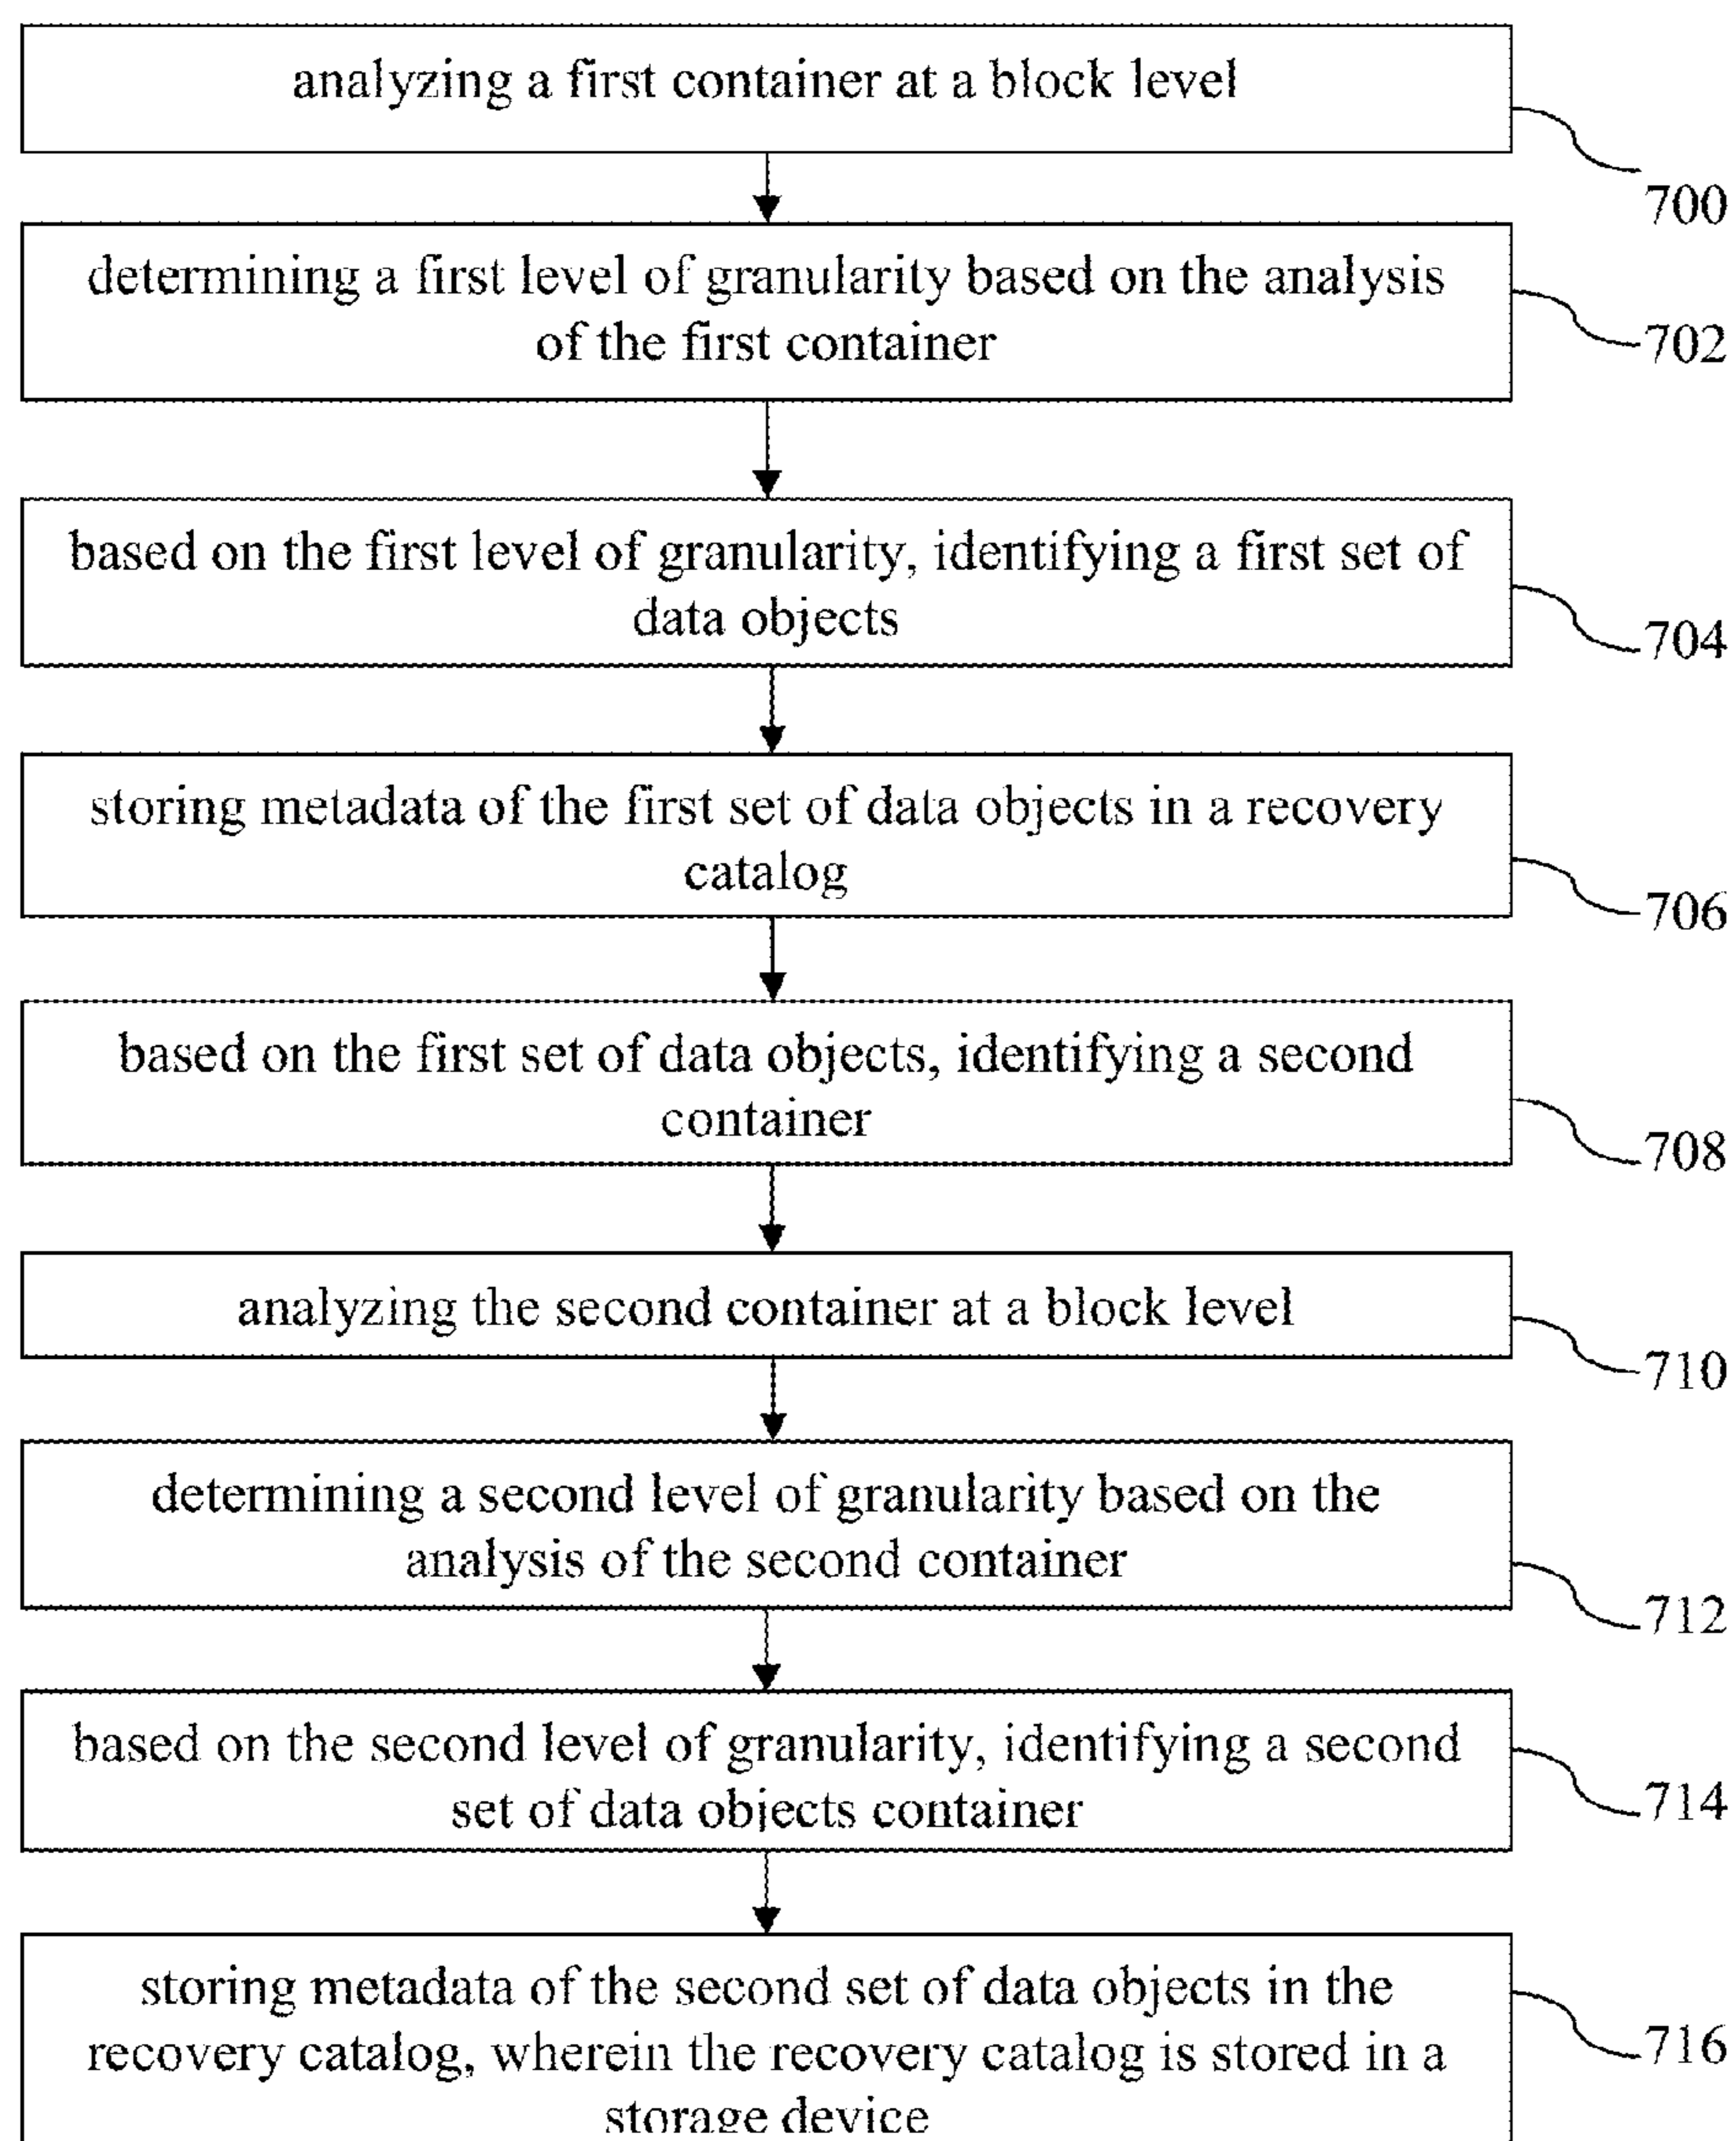 analyzing a first container at a block level
700
determining a first level of granularity based on the analysis
of the first container
702
based on the first level of granularity, identifying a first set of
data objects
704
storing metadata of the first set of data objects in a recovery
catalog
706
based on the first set of data objects, identifying a second
container
708
analyzing the second container at a block level
710
determining a second level of granularity based on the
analysis of the second container
712
based on the second level of granularity, identifying a second
set of data objects container
714
storing metadata of the second set of data objects in the
recovery catalog, wherein the recovery catalog is stored in a
storage device
716